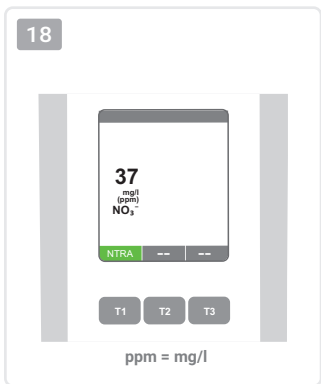 18
37
mg/l
(ppm)
NO₃⁻
NTRA -- --
T1 T2 T3
ppm = mg/l